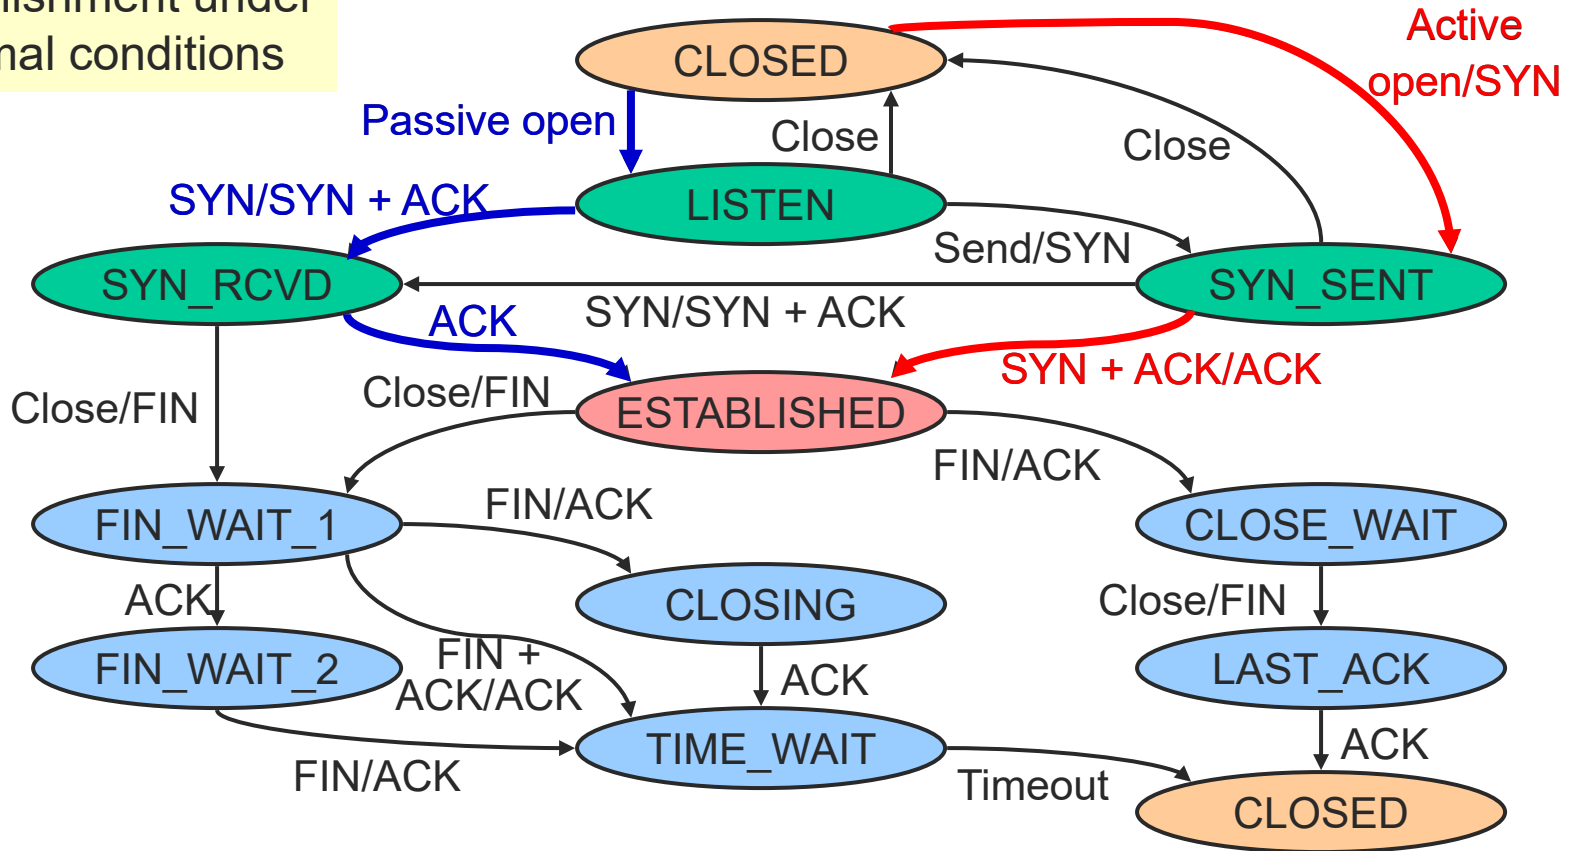 mal conditions
CLOSED
Active
open/SYN
Passive open
Close
Close
SYN/SYN + ACK
LISTEN
Send/SYN
SYN_RCVD
SYN_SENT
SYN/SYN + ACK
ACK
SYN + ACK/ACK
Close/FIN
Close/FIN
ESTABLISHED
FIN/ACK
FIN/ACK
FIN_WAIT_1
CLOSE_WAIT
ACK
CLOSING
Close/FIN
FIN_WAIT_2
FIN +
ACK/ACK
ACK
LAST_ACK
TIME_WAIT
ACK
FIN/ACK
Timeout
CLOSED